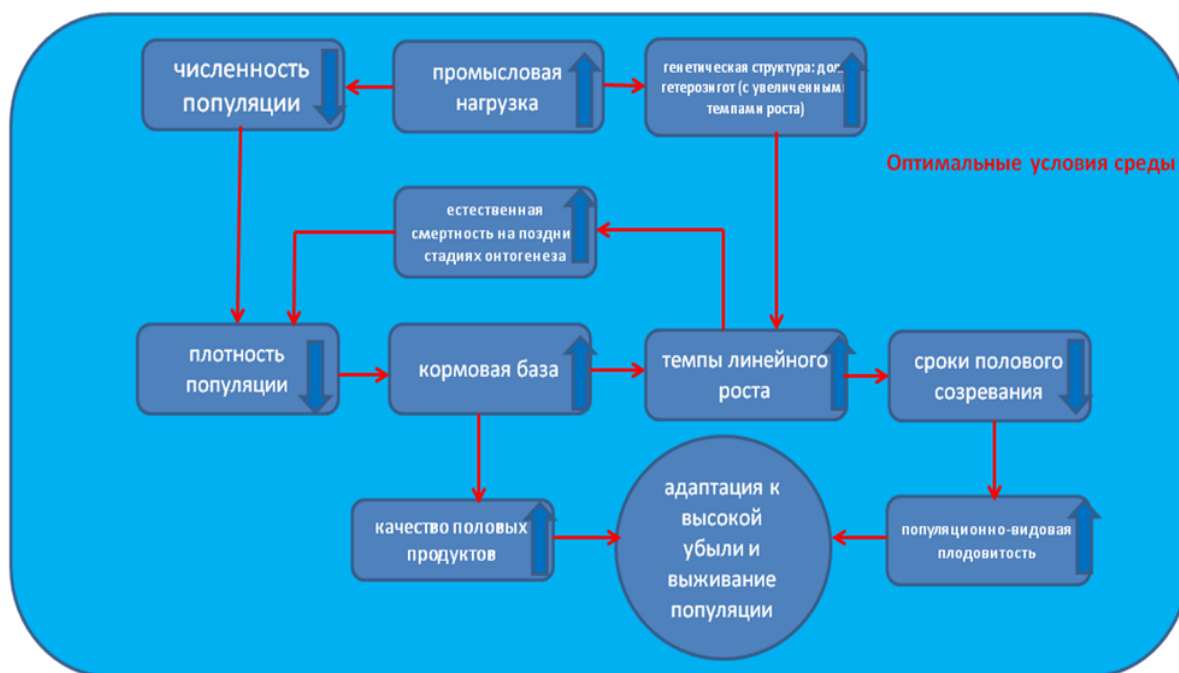 численность
популяции
промысловая
нагрузка
генетическая структура: дол
гетерозигот (с увеличенным
темпами роста)
Оптимальные условия среды
естественная
смертность на поздни
стадиях онтогенеза
плотность
популяции
кормовая база
темпы линейного
роста
сроки полового
созревания
качество половых
продуктов
адаптация к
высокой
убыли и
выживание
популяции
популяционно-видовая
плодовитость